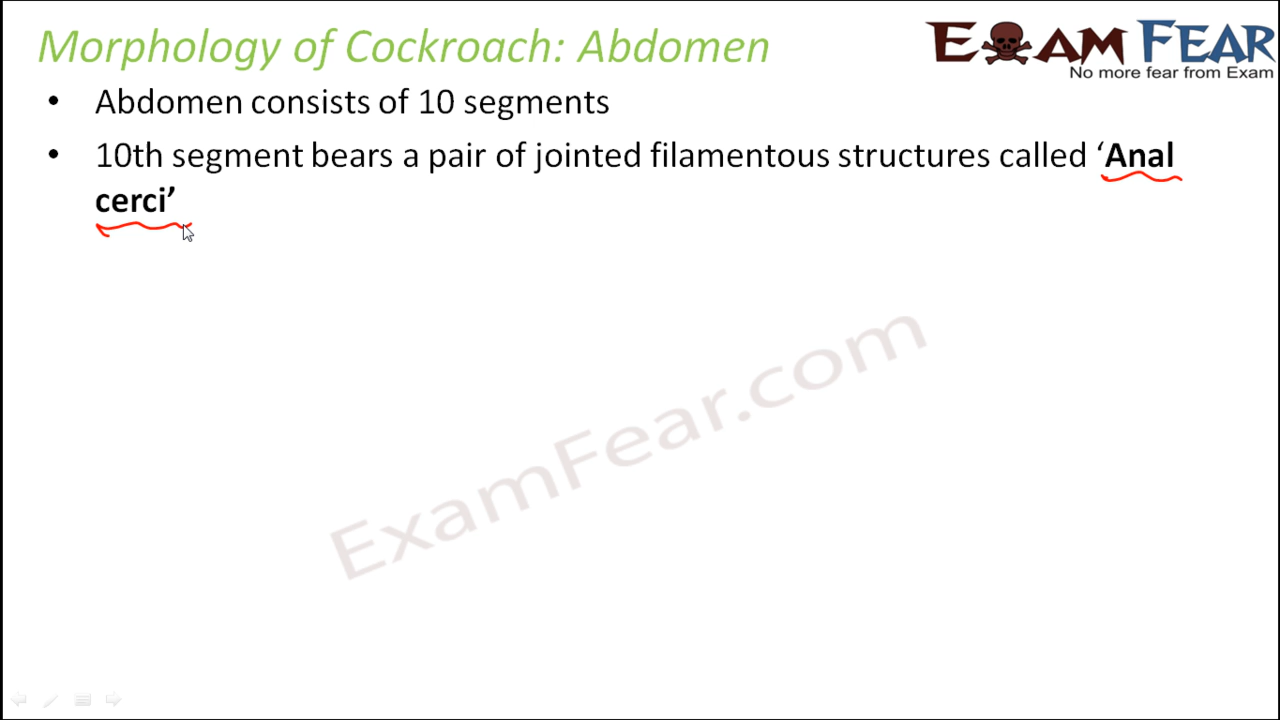 Morphology of Cockroach: Abdomen
EXAM FEAR
No more fear from Exam
• Abdomen consists of 10 segments
• 10th segment bears a pair of jointed filamentous structures called ‘Anal
cerci’
ExamFear.com